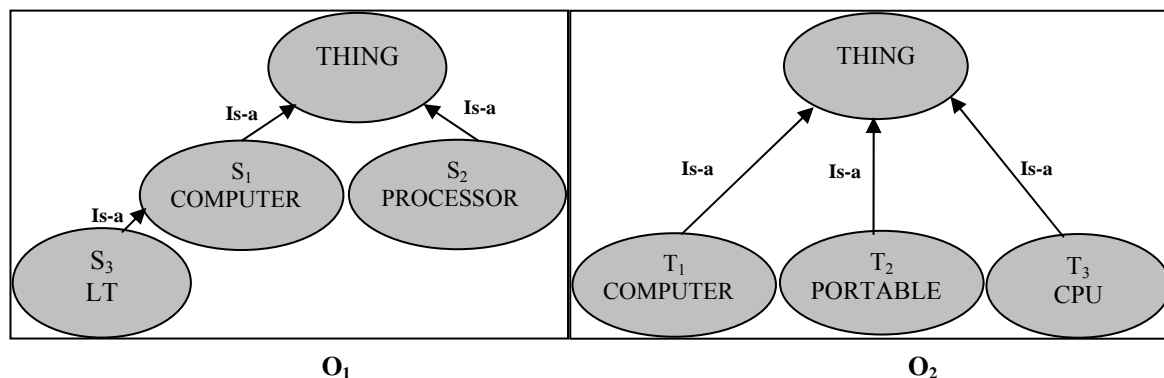 THING
Is-a
Is-a
S₁
COMPUTER
S₂
PROCESSOR
Is-a
S₃
LT
O₁
THING
Is-a
Is-a
Is-a
T₁
COMPUTER
T₂
PORTABLE
T₃
CPU
O₂